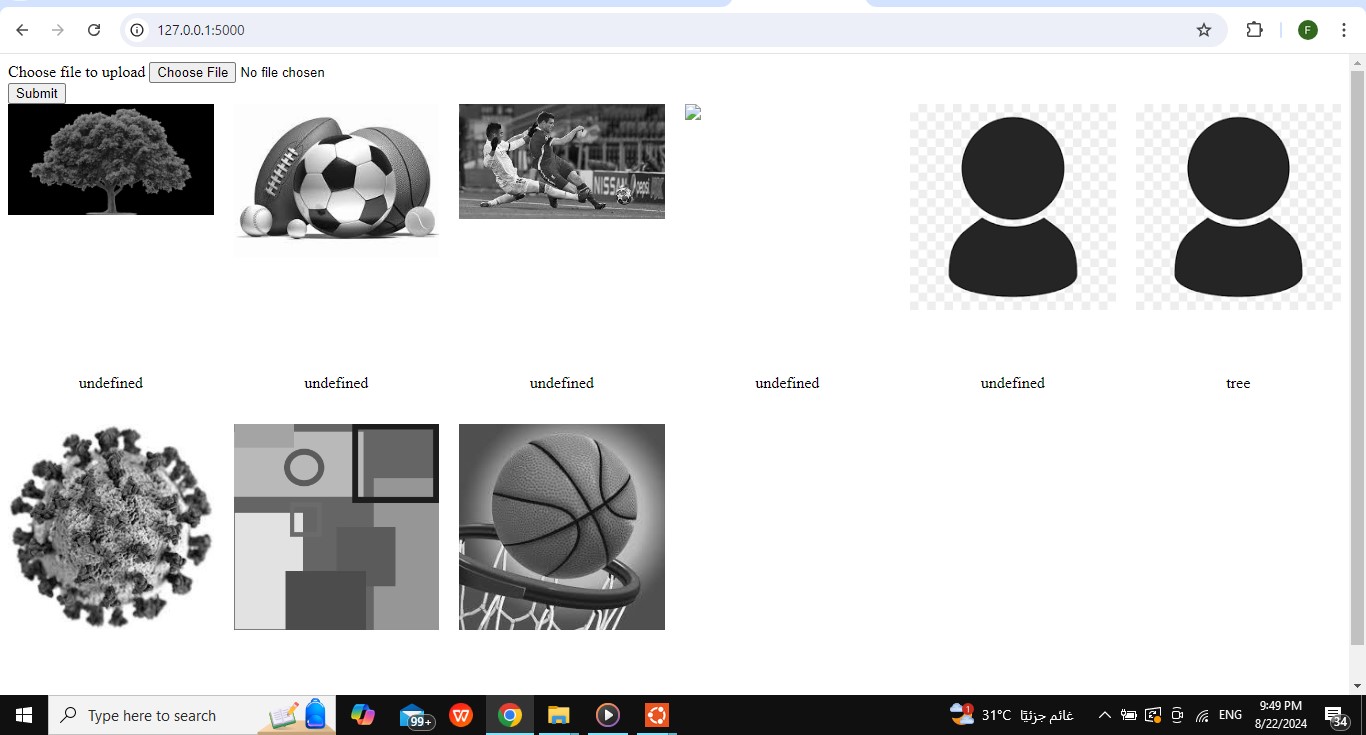 127.0.0.1:5000
Choose file to upload Choose File No file chosen
Submit
NISSAN pepsi
undefined undefined undefined undefined undefined tree
Type here to search
99+
W
1
31°C غائم جزئيًا
ENG
9:49 PM
8/22/2024
34
F